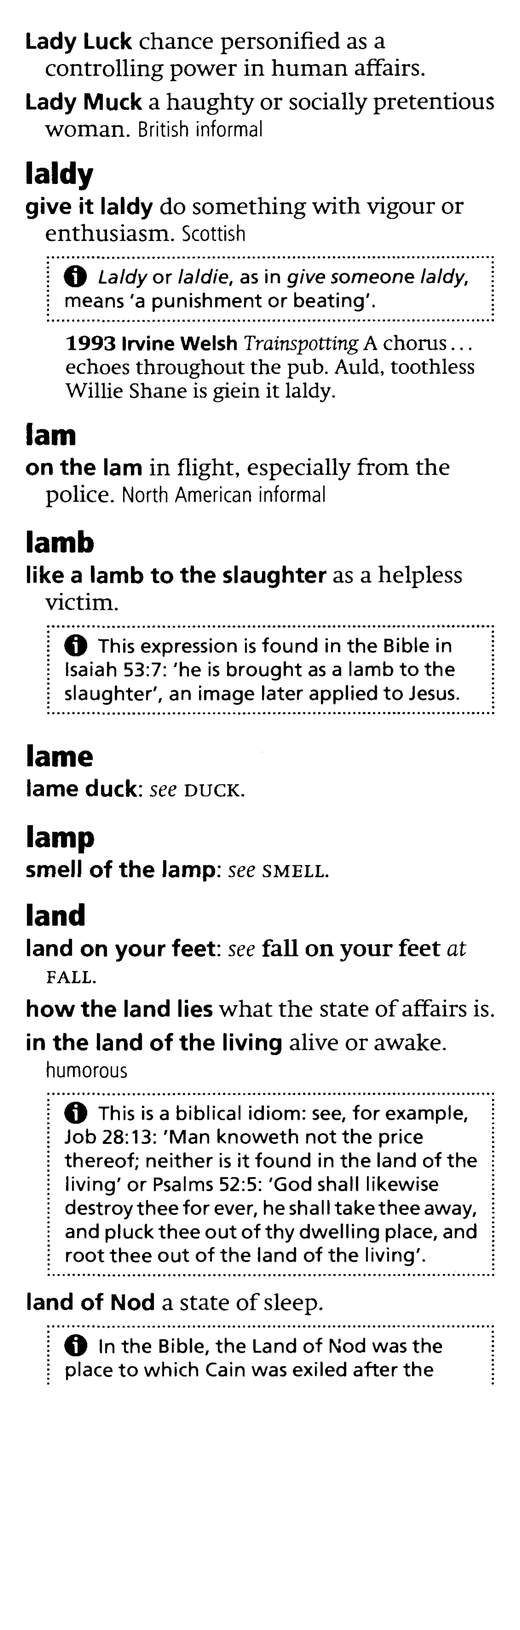 Lady Luck chance personified as a
controlling power in human affairs.
Lady Muck a haughty or socially pretentious
woman. British informal
laldy
give it laldy do something with vigour or
enthusiasm. Scottish
Laldy or laldie, as in give someone laldy,
means ‘a punishment or beating’.
1993 Irvine Welsh Trainspotting A chorus...
echoes throughout the pub. Auld, toothless
Willie Shane is giein it laldy.
lam
on the lam in flight, especially from the
police. North American informal
lamb
like a lamb to the slaughter as a helpless
victim.
This expression is found in the Bible in
Isaiah 53:7: ‘he is brought as a lamb to the
slaughter’, an image later applied to Jesus.
lame
lame duck: see DUCK.
lamp
smell of the lamp: see SMELL.
land
land on your feet: see fall on your feet at
FALL.
how the land lies what the state of affairs is.
in the land of the living alive or awake.
humorous
This is a biblical idiom: see, for example,
Job 28:13: ‘Man knoweth not the price
thereof; neither is it found in the land of the
living’ or Psalms 52:5: ‘God shall likewise
destroy thee for ever, he shall take thee away,
and pluck thee out of thy dwelling place, and
root thee out of the land of the living’.
land of Nod a state of sleep.
In the Bible, the Land of Nod was the
place to which Cain was exiled after the